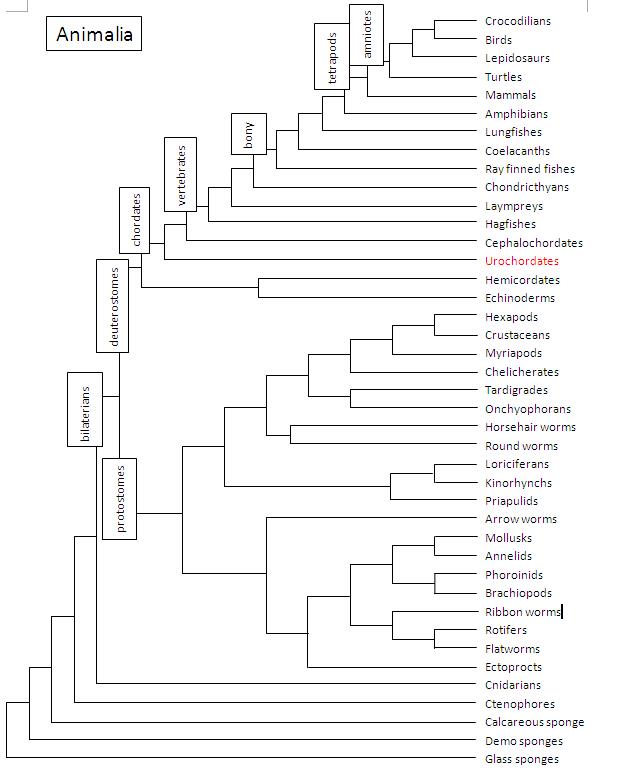 Animalia
amniotes
tetrapods
bony
vertebrates
chordates
deuterostomes
bilaterians
protostomes
Crocodilians
Birds
Lepidosaurs
Turtles
Mammals
Amphibians
Lungfishes
Coelacanths
Ray finned fishes
Chondricthyans
Laympreys
Hagfishes
Cephalochordates
Urochordates
Hemicordates
Echinoderms
Hexapods
Crustaceans
Myriapods
Chelicherates
Tardigrades
Onchyophorans
Horsehair worms
Round worms
Loriciferans
Kinorhynchs
Priapulids
Arrow worms
Mollusks
Annelids
Phoroinids
Brachiopods
Ribbon worms
Rotifers
Flatworms
Ectoprocts
Cnidarians
Ctenophores
Calcareous sponge
Demo sponges
Glass sponges